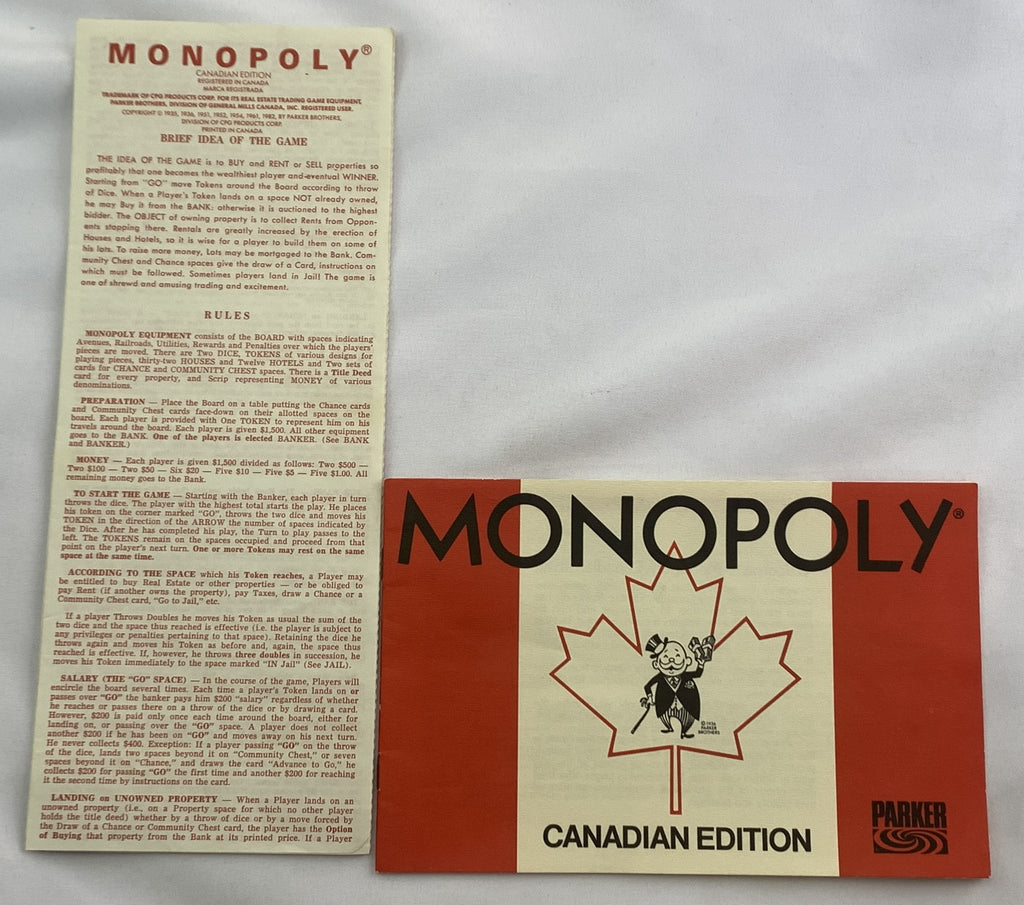 MONOPOLY®
CANADIAN EDITION
REGISTERED IN CANADA
MARCA REGISTRADA
TRADEMARK OF CPG PRODUCTS CORP. FOR ITS REAL ESTATE TRADING GAME EQUIPMENT,
PARKER BROTHERS, DIVISION OF GENERAL MILLS CANADA, INC. REGISTERED USER.
COPYRIGHT © 1935, 1936, 1951, 1952, 1954, 1961, 1982, BY PARKER BROTHERS,
DIVISION OF CPG PRODUCTS CORP.
PRINTED IN CANADA
BRIEF IDEA OF THE GAME
THE IDEA OF THE GAME is to BUY and RENT or SELL properties so
profitably that one becomes the wealthiest player and eventual WINNER.
Starting from "GO" move Tokens around the Board according to throw
of Dice. When a Player's Token lands on a space NOT already owned,
he may Buy it from the BANK: otherwise it is auctioned to the highest
bidder. The OBJECT of owning property is to collect Rents from Oppon-
ents stopping there. Rentals are greatly increased by the erection of
Houses and Hotels, so it is wise for a player to build them on some of
his lots. To raise more money, Lots may be mortgaged to the Bank. Com-
munity Chest and Chance spaces give the draw of a Card, instructions on
which must be followed. Sometimes players land in Jail! The game is
one of shrewd and amusing trading and excitement.
RULES
MONOPOLY EQUIPMENT consists of the BOARD with spaces indicating
Avenues, Railroads, Utilities, Rewards and Penalties over which the players'
pieces are moved. There are Two DICE, TOKENS of various designs for
playing pieces, thirty-two HOUSES and Twelve HOTELS and Two sets of
cards for CHANCE and COMMUNITY CHEST spaces. There is a Title Deed
card for every property, and Scrip representing MONEY of various
denominations.
PREPARATION — Place the Board on a table putting the Chance cards
and Community Chest cards face-down on their allotted spaces on the
board. Each player is provided with One TOKEN to represent him on his
travels around the board. Each player is given $1,500. All other equipment
goes to the BANK. One of the players is elected BANKER. (See BANK
and BANKER.)
MONEY — Each player is given $1,500 divided as follows: Two $500 —
Two $100 — Two $50 — Six $20 — Five $10 — Five $5 — Five $1.00. All
remaining money goes to the Bank.
TO START THE GAME — Starting with the Banker, each player in turn
throws the dice. The player with the highest total starts the play. He places
his token on the corner marked "GO", throws the two dice and moves his
TOKEN in the direction of the ARROW the number of spaces indicated by
the Dice. After he has completed his play, the Turn to play passes to the
left. The TOKENS remain on the spaces occupied and proceed from that
point on the player's next turn. One or more Tokens may rest on the same
space at the same time.
ACCORDING TO THE SPACE which his Token reaches, a Player may
be entitled to buy Real Estate or other properties — or be obliged to
pay Rent (if another owns the property), pay Taxes, draw a Chance or a
Community Chest card, "Go to Jail," etc.
If a player Throws Doubles he moves his Token as usual the sum of the
two dice and the space thus reached is effective (i.e. the player is subject to
any privileges or penalties pertaining to that space). Retaining the dice he
throws again and moves his Token as before and, again, the space thus
reached is effective. If, however, he throws three doubles in succession, he
moves his Token immediately to the space marked "IN Jail" (See JAIL).
SALARY (THE "GO" SPACE) — In the course of the game, Players will
encircle the board several times. Each time a player's Token lands on or
passes over "GO" the banker pays him $200 "salary" regardless of whether
he reaches or passes there on a throw of the dice or by drawing a card.
However, $200 is paid only once each time around the board, either for
landing on, or passing over the "GO" space. A player does not collect
another $200 if he has been on "GO" and moves away on his next turn.
He never collects $400. Exception: If a player passing "GO" on the throw
of the dice, lands two spaces beyond it on "Community Chest," or seven
spaces beyond it on "Chance," and draws the card "Advance to Go," he
collects $200 for passing "GO" the first time and another $200 for reaching
it the second time by instructions on the card.
LANDING on UNOWNED PROPERTY — When a Player lands on an
unowned property (i.e., on a Property space for which no other player
holds the title deed) whether by a throw of dice or by a move forced by
the Draw of a Chance or Community Chest card, the player has the Option
of Buying that property from the Bank at its printed price. If a Player
MONOPOLY®
© 1936
PARKER
BROTHERS
CANADIAN EDITION
PARKER